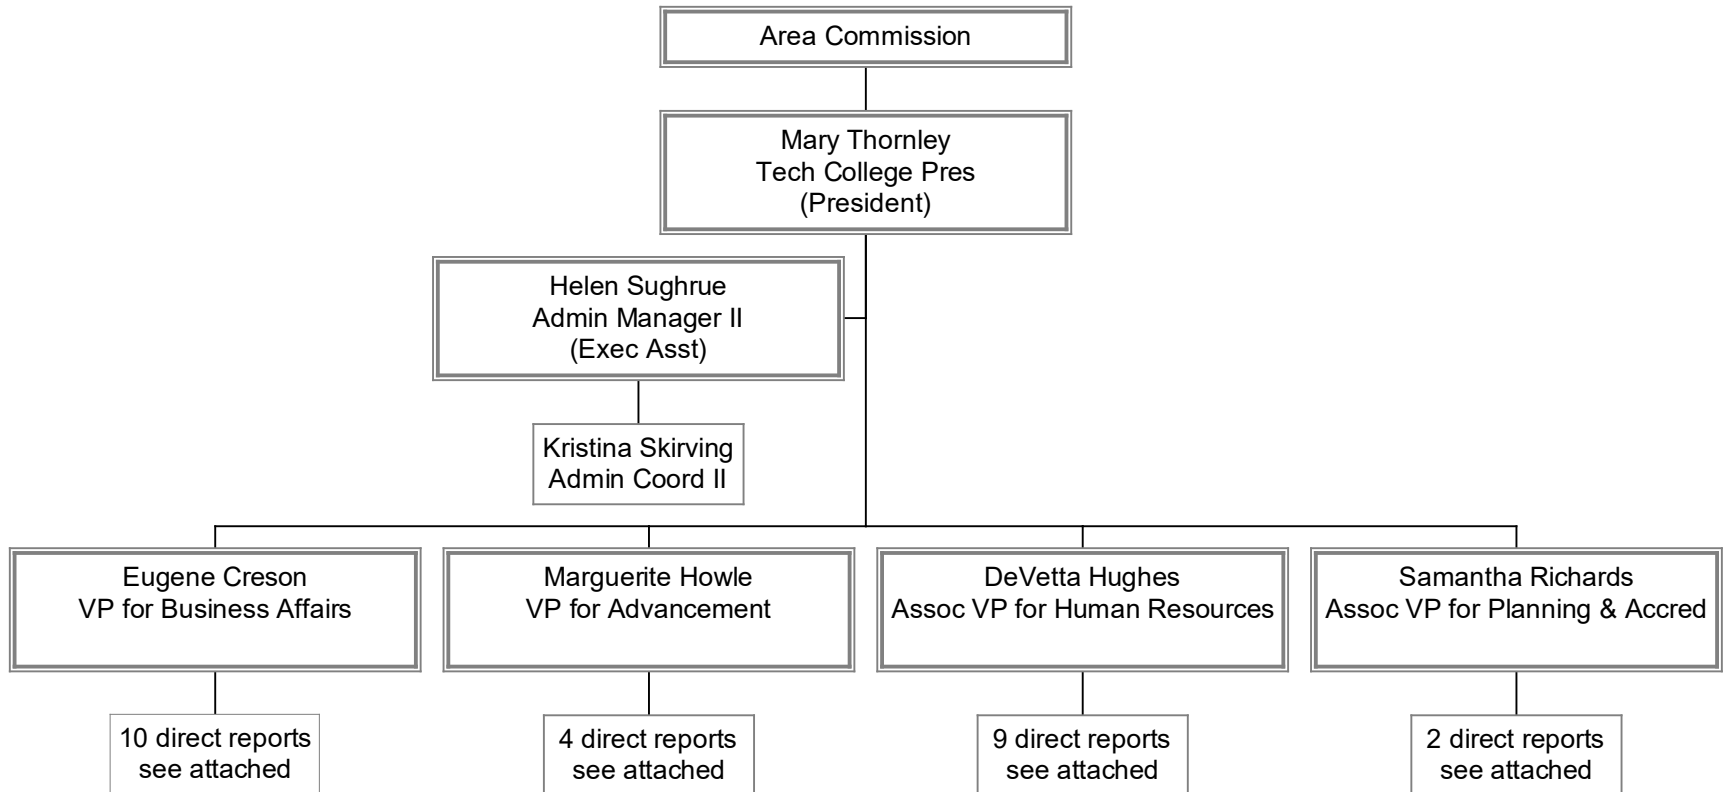 Area Commission
Mary Thornley
Tech College Pres
(President)
Helen Sughrue
Admin Manager II
(Exec Asst)
Kristina Skirving
Admin Coord II
Eugene Creson
VP for Business Affairs
Marguerite Howle
VP for Advancement
DeVetta Hughes
Assoc VP for Human Resources
Samantha Richards
Assoc VP for Planning & Accred
10 direct reports
see attached
4 direct reports
see attached
9 direct reports
see attached
2 direct reports
see attached